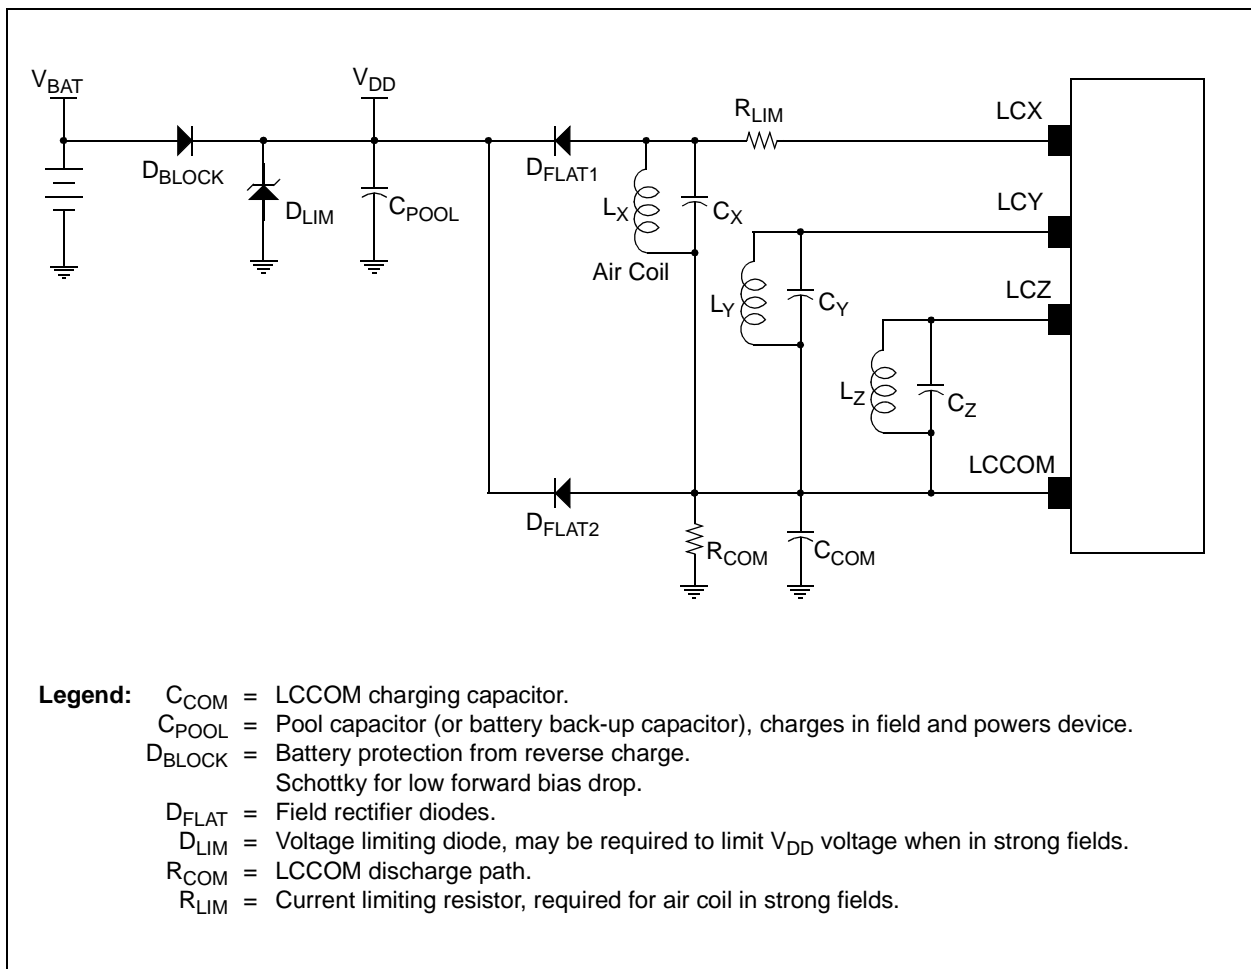 VBAT
VDD
RLIM
LCX
DBLOCK
DLIM
CPOOL
DFLAT1
LX
CX
LCY
Air Coil
LY
CY
LCZ
LZ
CZ
LCCOM
DFLAT2
RCOM
CCOM
Legend: CCOM = LCCOM charging capacitor.
CPOOL = Pool capacitor (or battery back-up capacitor), charges in field and powers device.
DBLOCK = Battery protection from reverse charge.
Schottky for low forward bias drop.
DFLAT = Field rectifier diodes.
DLIM = Voltage limiting diode, may be required to limit VDD voltage when in strong fields.
RCOM = LCCOM discharge path.
RLIM = Current limiting resistor, required for air coil in strong fields.